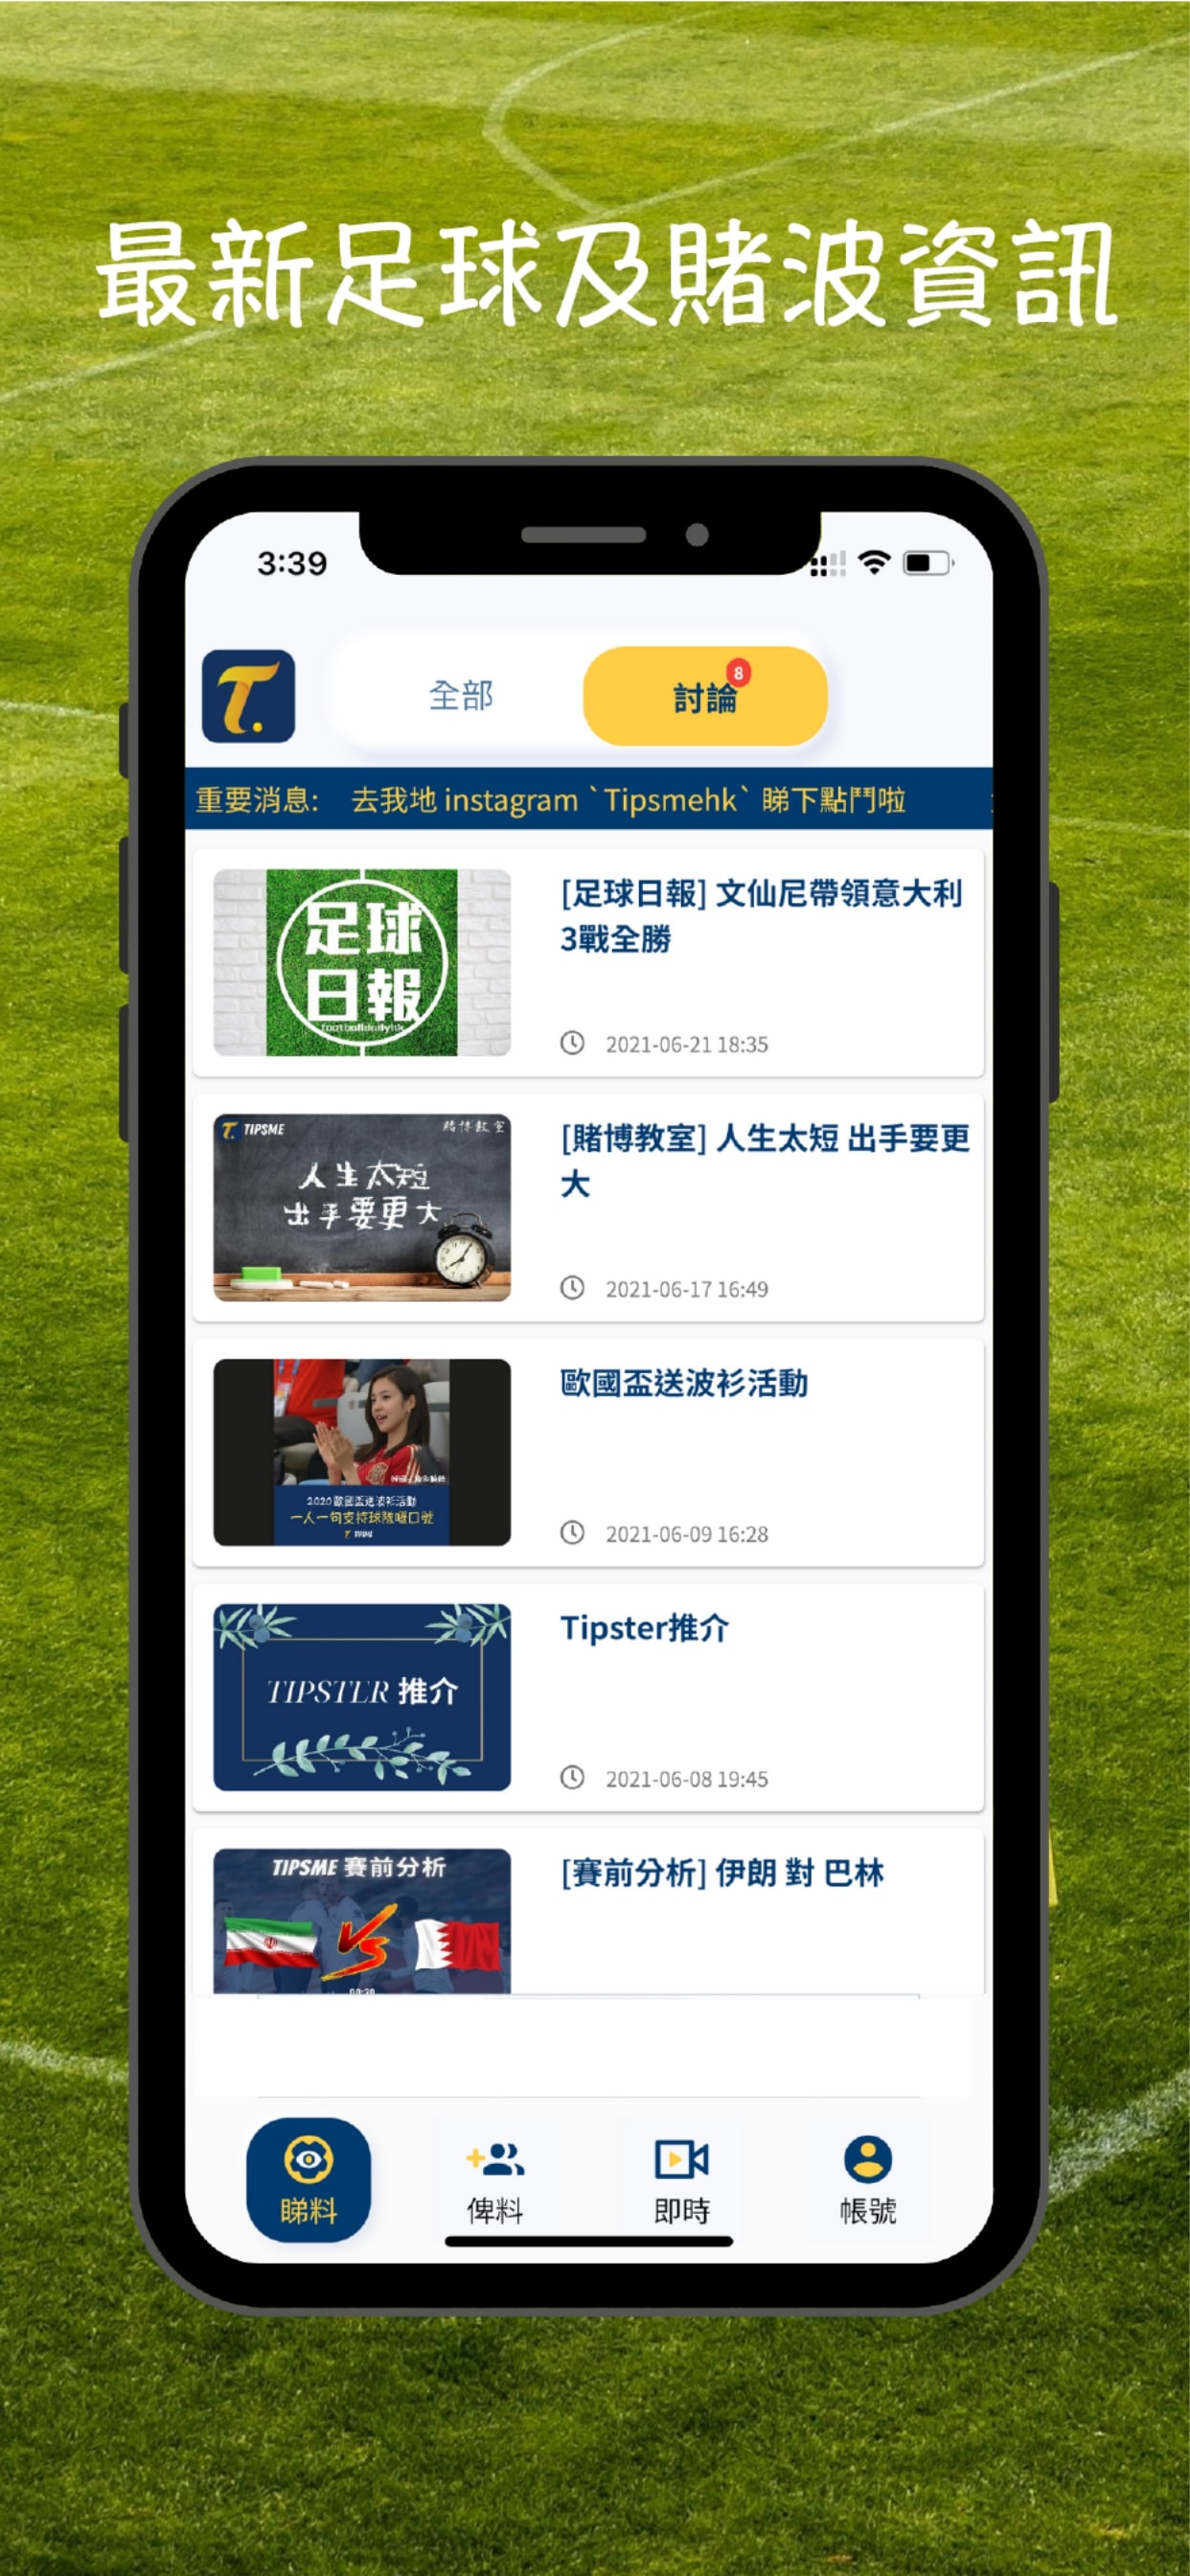 最新足球及賭波資訊
3:39
T.
全部
討論
8
重要消息: 去我地 instagram `Tipsmehk` 睇下點鬥啦
足球
日報
footballdailyhk
[足球日報] 文仙尼帶領意大利
3戰全勝
2021-06-21 18:35
T. TIPSME
賭博教室
人生太短
出手要更大
[賭博教室] 人生太短 出手要更
大
2021-06-17 16:49
2020歐國盃送波衫活動
一人一句支持球隊嘅口號
歐國盃送波衫活動
2021-06-09 16:28
TIPSTER 推介
Tipster推介
2021-06-08 19:45
TIPSME 賽前分析
VS
[賽前分析] 伊朗 對 巴林
睇料
俾料
即時
帳號